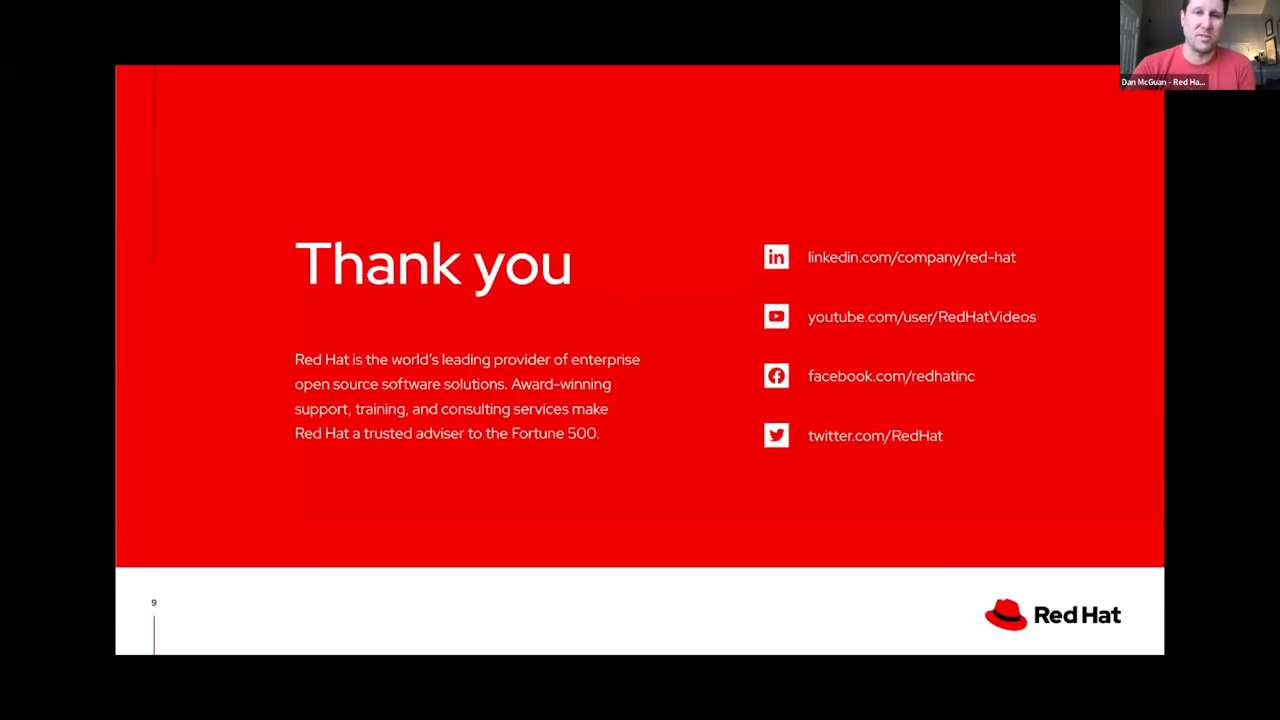 Dan McGuan - Red Ha...
Thank you
Red Hat is the world's leading provider of enterprise
open source software solutions. Award-winning
support, training, and consulting services make
Red Hat a trusted adviser to the Fortune 500.
in
linkedin.com/company/red-hat
youtube.com/user/RedHatVideos
facebook.com/redhatinc
twitter.com/RedHat
9
Red Hat